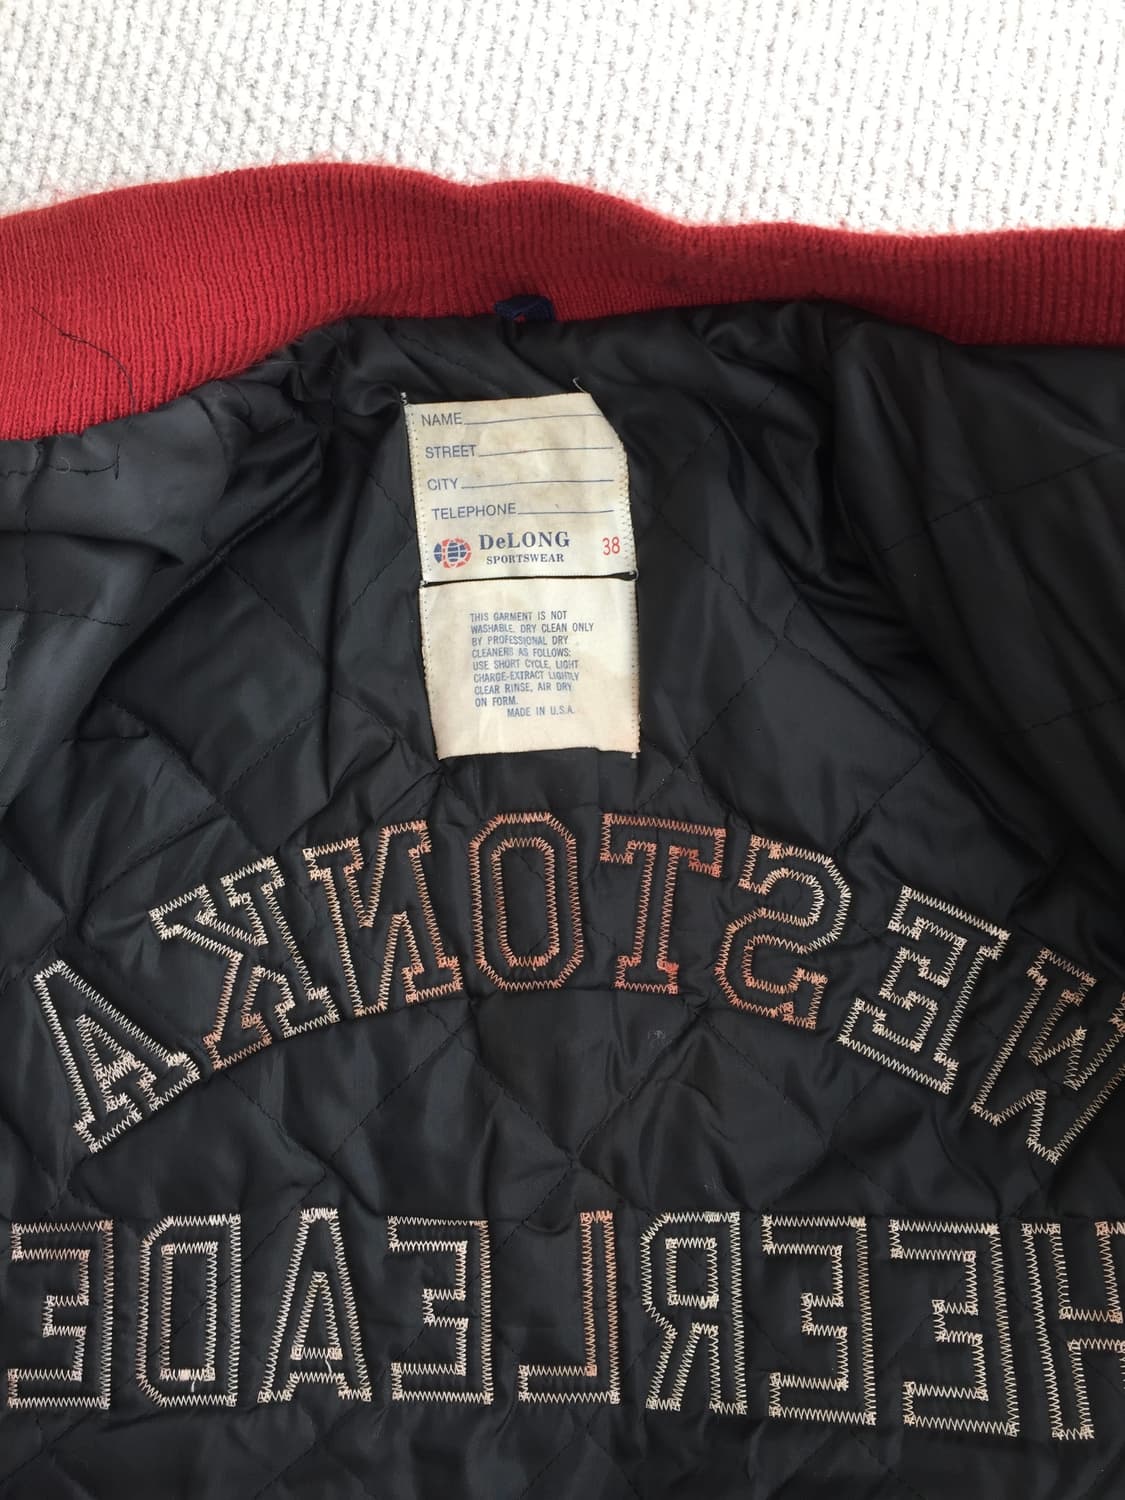 NAME
STREET
CITY
TELEPHONE
DeLONG
SPORTSWEAR
38
THIS GARMENT IS NOT
WASHABLE. DRY CLEAN ONLY
BY PROFESSIONAL DRY
CLEANERS AS FOLLOWS:
USE SHORT CYCLE, LIGHT
CHARGE-EXTRACT LIGHTLY
CLEAR RINSE, AIR DRY
ON FORM.
MADE IN U.S.A.
WESTONKA
HEERLEADE